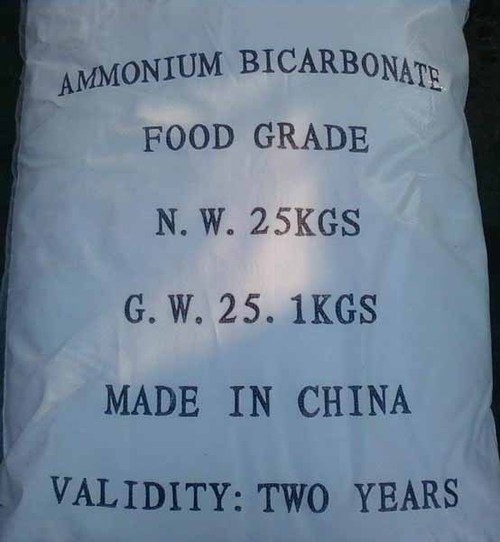 AMMONIUM BICARBONATE
FOOD GRADE
N. W. 25KGS
G. W. 25. 1KGS
MADE IN CHINA
VALIDITY: TWO YEARS